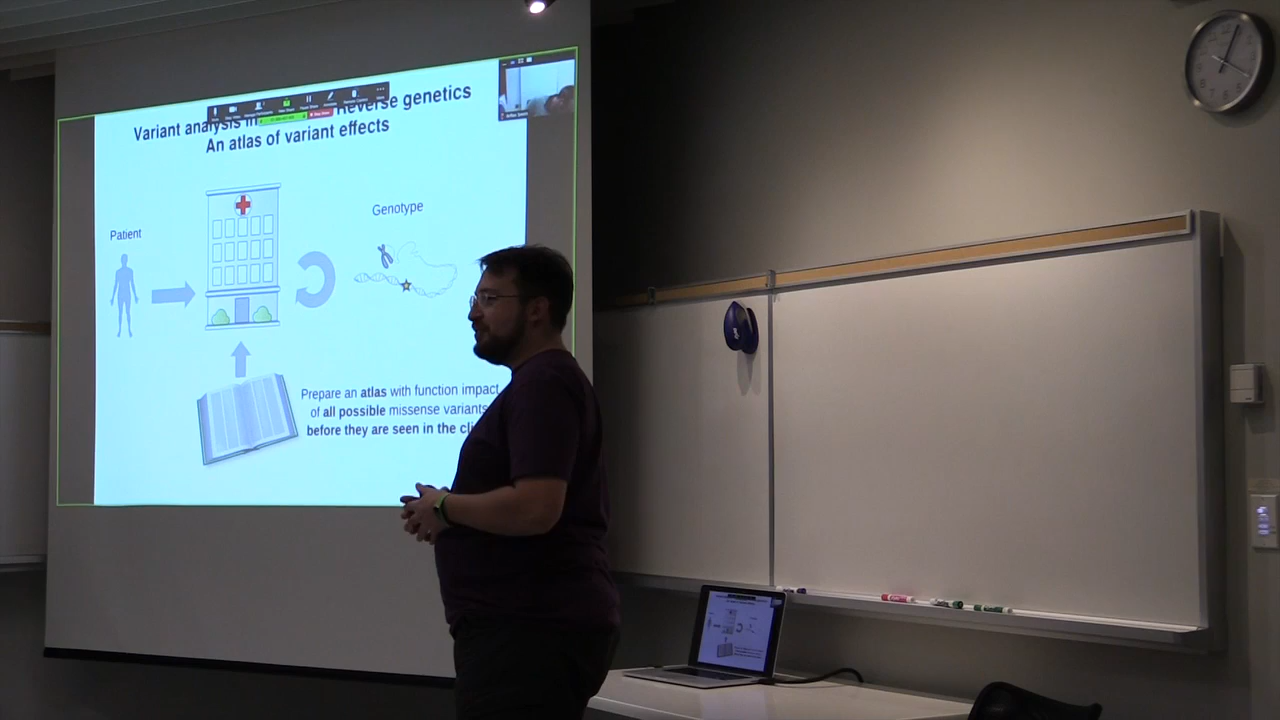 Variant analysis in Reverse genetics
An atlas of variant effects
Genotype
Patient
Prepare an atlas with function impact
of all possible missense variants
before they are seen in the